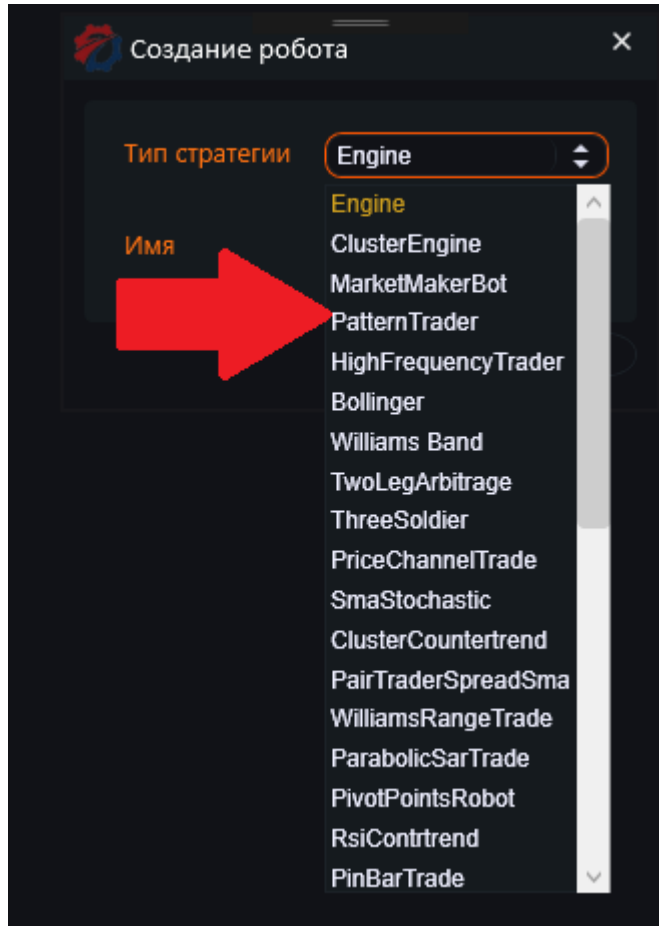 Создание робота
Тип стратегии Engine
Engine
Имя
ClusterEngine
MarketMakerBot
PatternTrader
HighFrequencyTrader
Bollinger
Williams Band
TwoLegArbitrage
ThreeSoldier
PriceChannelTrade
SmaStochastic
ClusterCountertrend
PairTraderSpreadSma
WilliamsRangeTrade
ParabolicSarTrade
PivotPointsRobot
RsiContrtrend
PinBarTrade